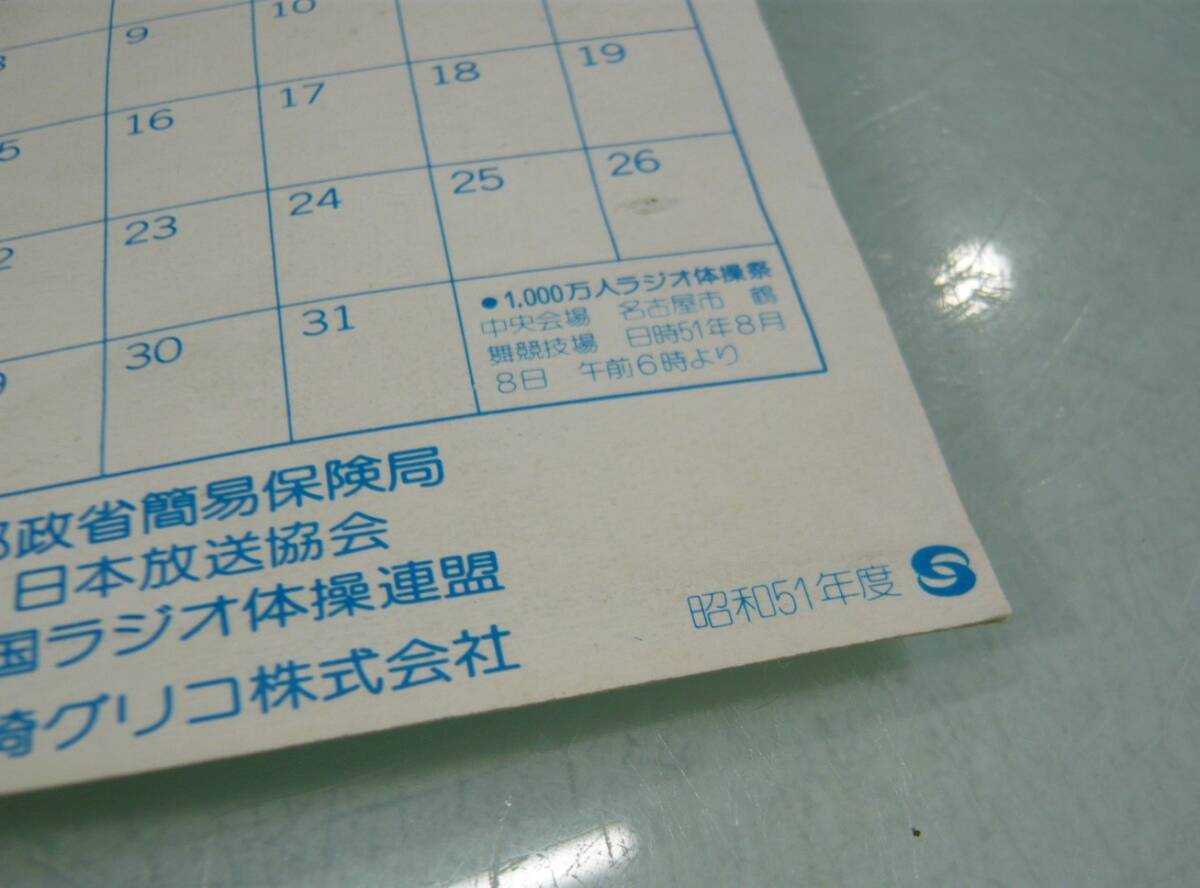 9 10
16 17 18 19
23 24 25 26
30 31
●1,000万人ラジオ体操祭
中央会場 名古屋市 鶴
舞競技場 日時51年8月
8日 午前6時より
政省簡易保険局
日本放送協会
国ラジオ体操連盟
崎グリコ株式会社
昭和51年度